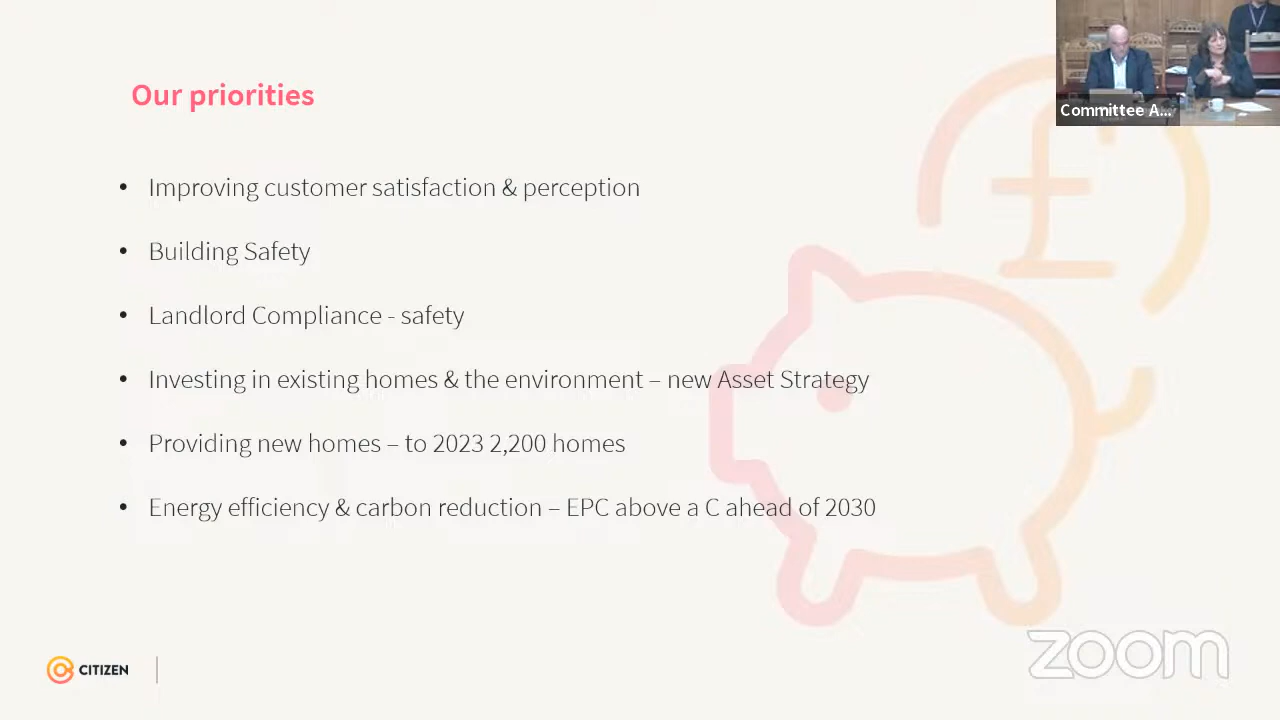 Our priorities
Committee A...
• Improving customer satisfaction & perception
• Building Safety
• Landlord Compliance - safety
• Investing in existing homes & the environment – new Asset Strategy
• Providing new homes – to 2023 2,200 homes
• Energy efficiency & carbon reduction – EPC above a C ahead of 2030
CITIZEN
zoom